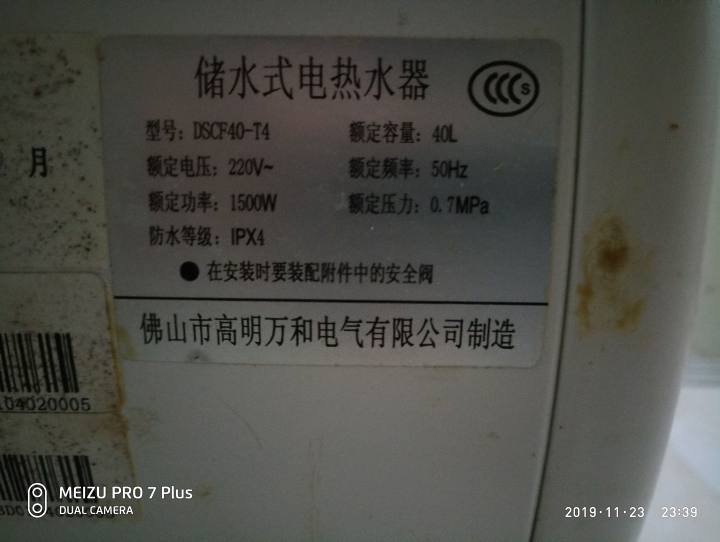 储水式电热水器
S
型号：DSCF40-T4 额定容量：40L
额定电压：220V~ 额定频率：50Hz
额定功率：1500W 额定压力：0.7MPa
防水等级：IPX4
●在安装时要装配附件中的安全阀
佛山市高明万和电气有限公司制造
月
04020005
MEIZU PRO 7 Plus
DUAL CAMERA
2019·11·23 23:39